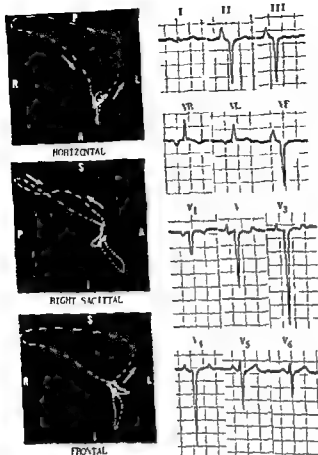 I II III
P
R L
A
HORIZONTAL
VR VL VF
S
P A
I
RIGHT SAGITTAL
V1 V V3
S
R L
I
FRONTAL
V4 V5 V6